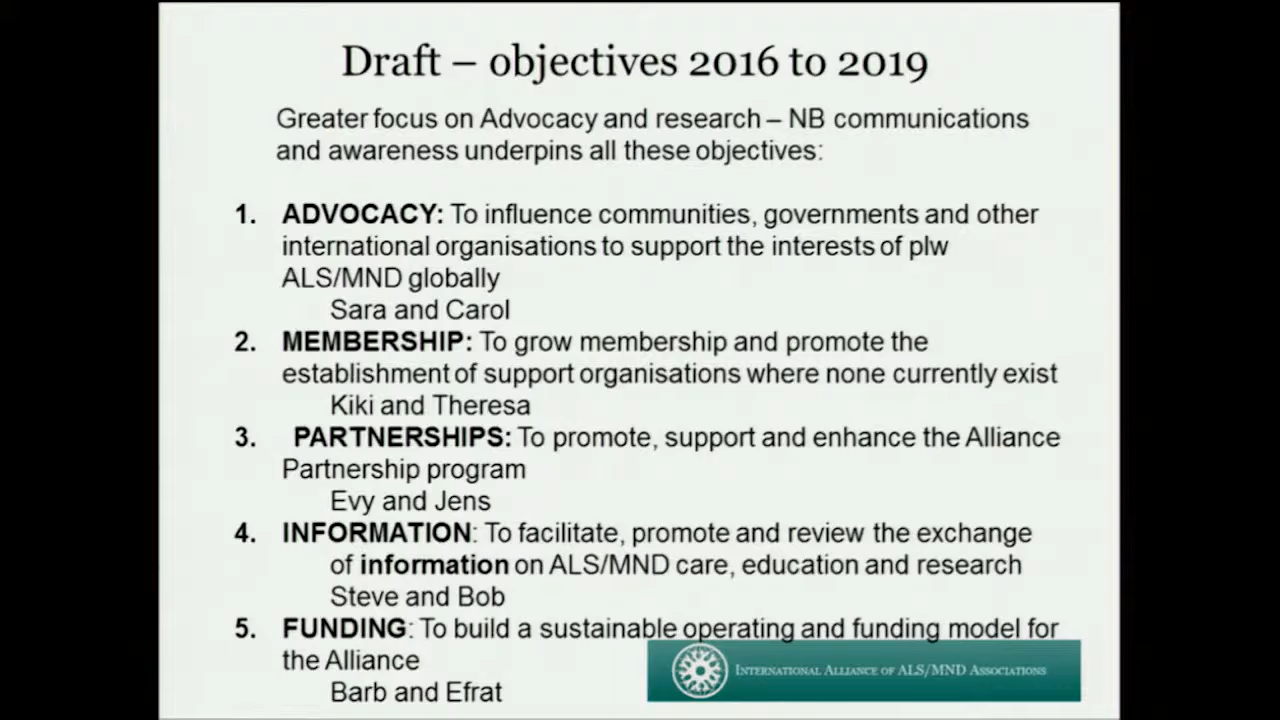 Draft – objectives 2016 to 2019
Greater focus on Advocacy and research – NB communications
and awareness underpins all these objectives:
1. ADVOCACY: To influence communities, governments and other
international organisations to support the interests of plw
ALS/MND globally
Sara and Carol
2. MEMBERSHIP: To grow membership and promote the
establishment of support organisations where none currently exist
Kiki and Theresa
3. PARTNERSHIPS: To promote, support and enhance the Alliance
Partnership program
Evy and Jens
4. INFORMATION: To facilitate, promote and review the exchange
of information on ALS/MND care, education and research
Steve and Bob
5. FUNDING: To build a sustainable operating and funding model for
the Alliance
Barb and Efrat
INTERNATIONAL ALLIANCE OF ALS/MND ASSOCIATIONS